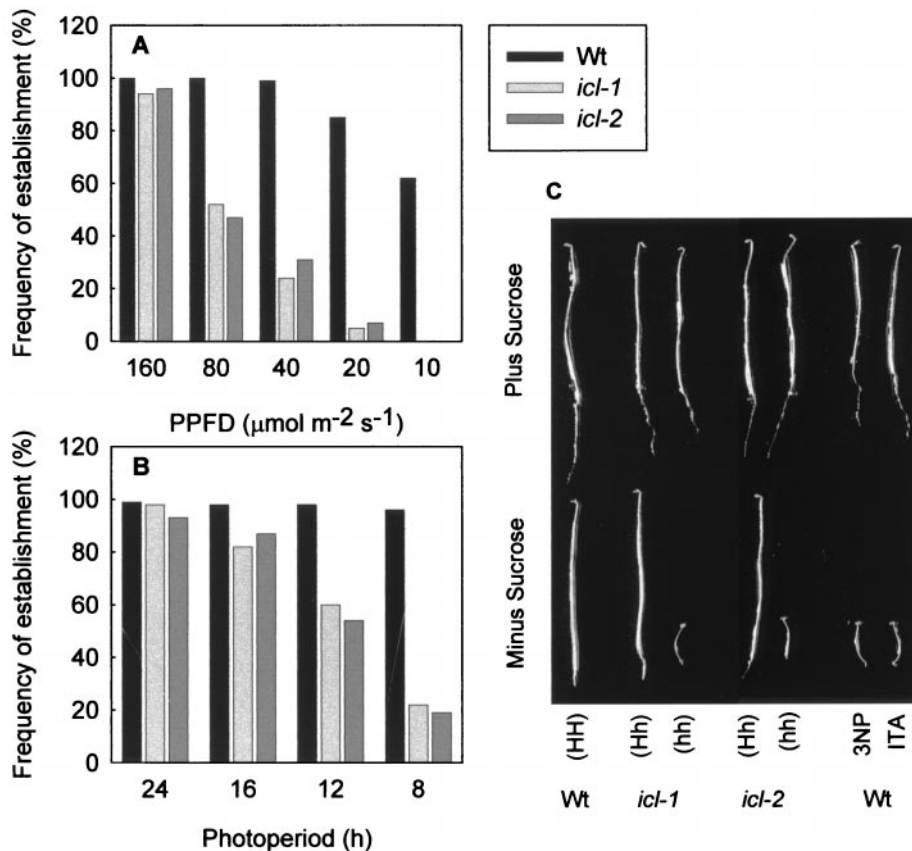 A
Frequency of establishment (%)
120
100
80
60
40
20
0
160 80 40 20 10
PPFD (μmol m-2 s-1)
Wt
icl-1
icl-2
B
Frequency of establishment (%)
120
100
80
60
40
20
0
24 16 12 8
Photoperiod (h)
C
Plus Sucrose
Minus Sucrose
(HH) (Hh) (hh) (Hh) (hh) 3NP ITA
Wt icl-1 icl-2 Wt